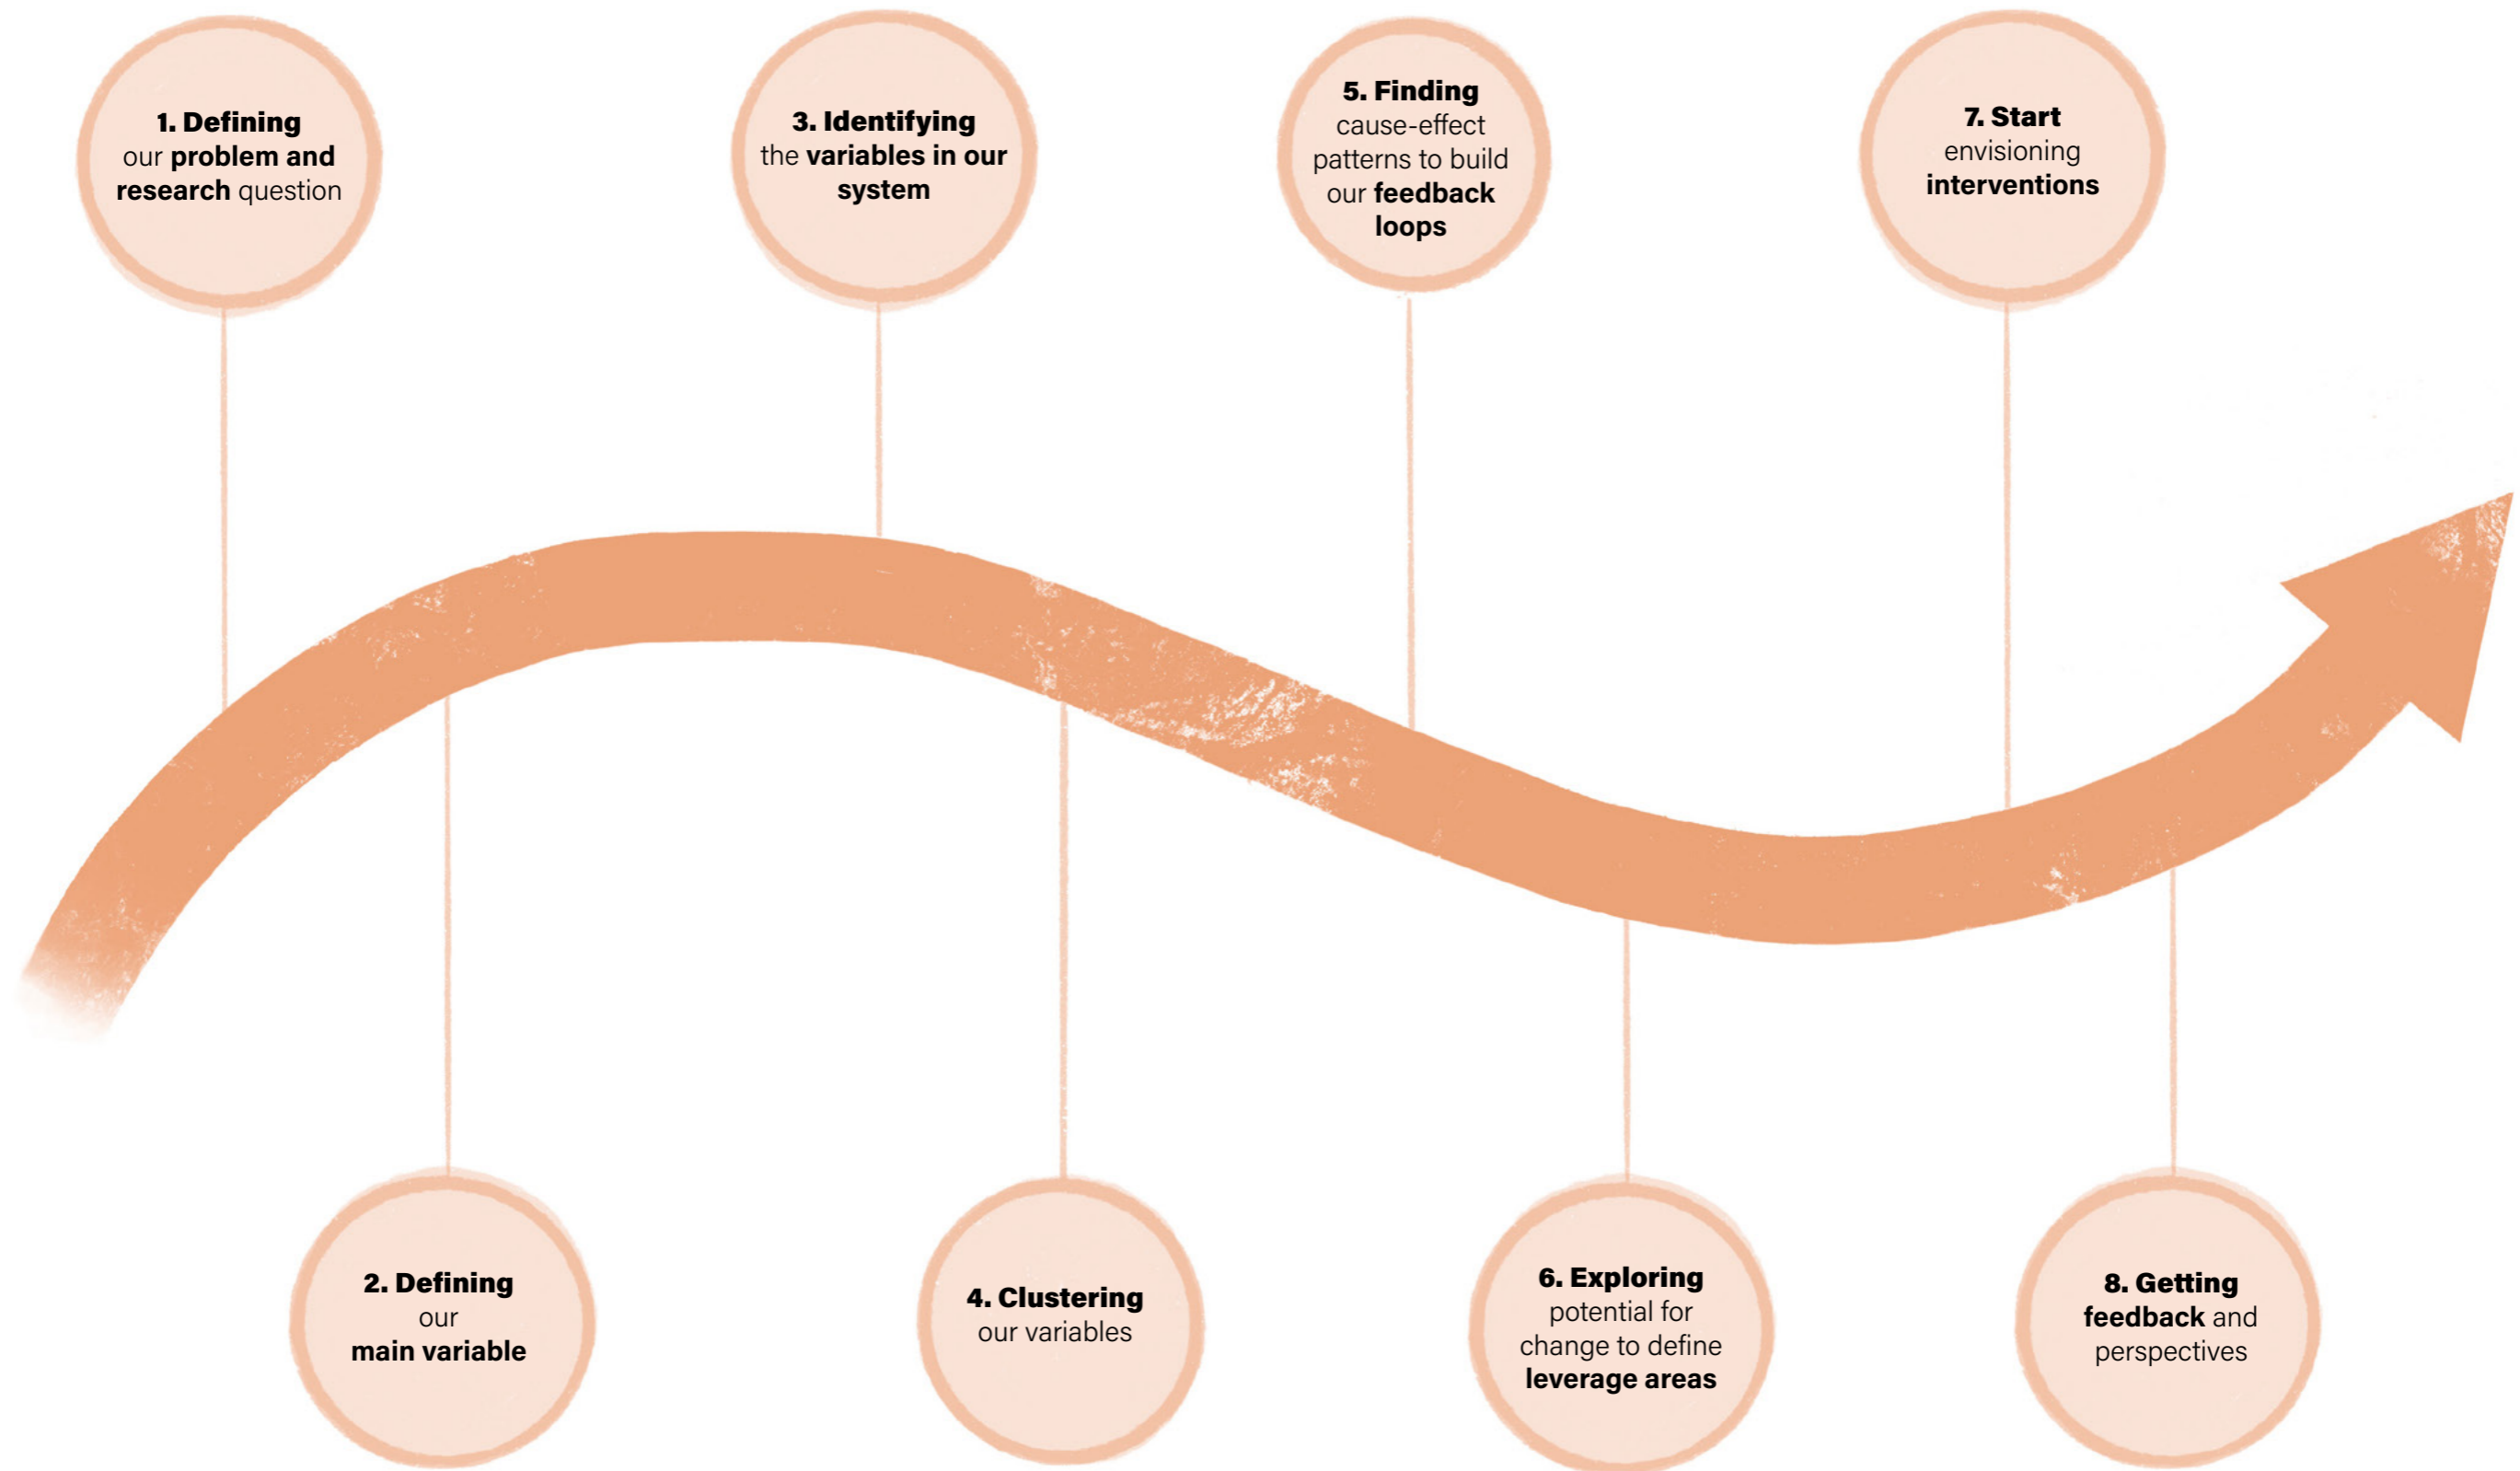 1. Defining
our problem and
research question
2. Defining
our
main variable
3. Identifying
the variables in our
system
4. Clustering
our variables
5. Finding
cause-effect
patterns to build
our feedback
loops
6. Exploring
potential for
change to define
leverage areas
7. Start
envisioning
interventions
8. Getting
feedback and
perspectives